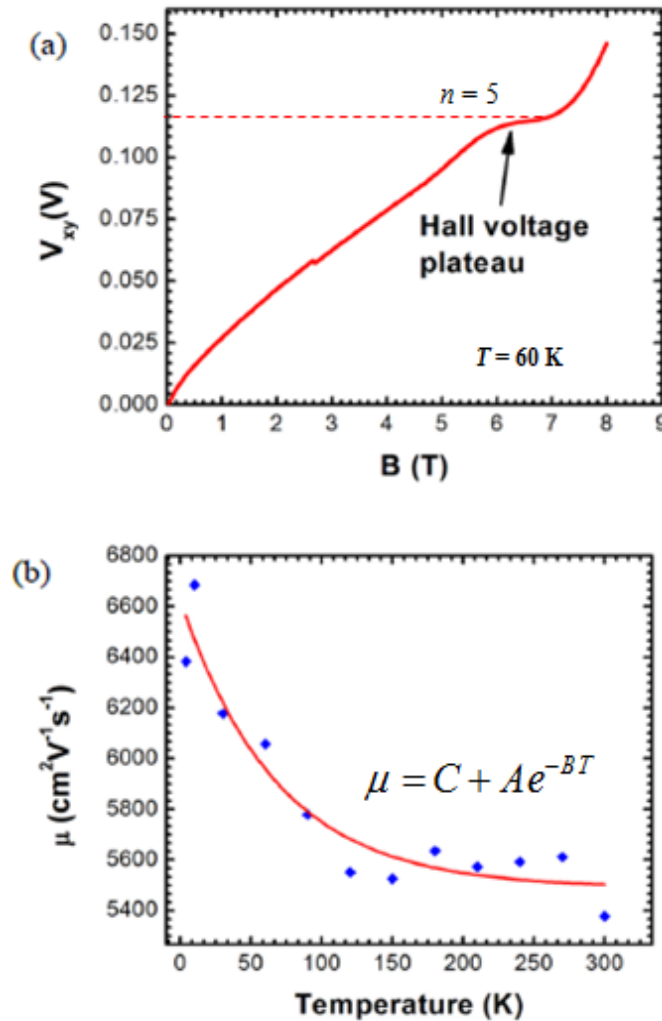 (a)
0.150
0.125
0.100
0.075
0.050
0.025
0.000
V_xy(V)
n = 5
Hall voltage
plateau
T = 60 K
0 1 2 3 4 5 6 7 8 9
B (T)
(b)
6800
6600
6400
6200
6000
5800
5600
5400
μ (cm²V⁻¹s⁻¹)
μ = C + Ae^{-BT}
0 50 100 150 200 250 300
Temperature (K)